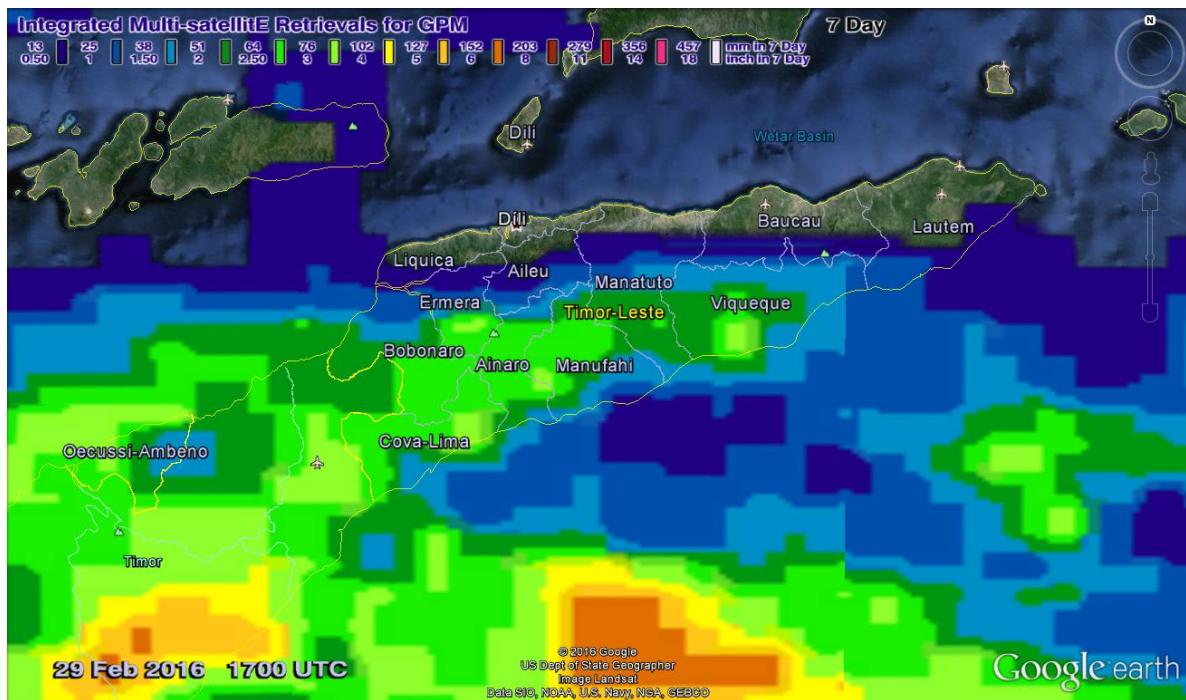 Integrated Multi-satellitE Retrievals for GPM
7 Day
13 25 38 51 64 76 102 127 152 203 279 356 457 mm in 7 Day
0.50 1 1.50 2 2.50 3 4 5 6 8 11 14 18 inch in 7 Day
N
Dili
Wetar Basin
Díli
Baucau
Lautem
Liquica
Aileu
Manatuto
Ermera
Timor-Leste
Viqueque
Bobonaro
Ainaro
Manufahi
Cova-Lima
Oecussi-Ambeno
Timor
29 Feb 2016 1700 UTC
© 2016 Google
US Dept of State Geographer
Image Landsat
Data SIO, NOAA, U.S. Navy, NGA, GEBCO
Google earth